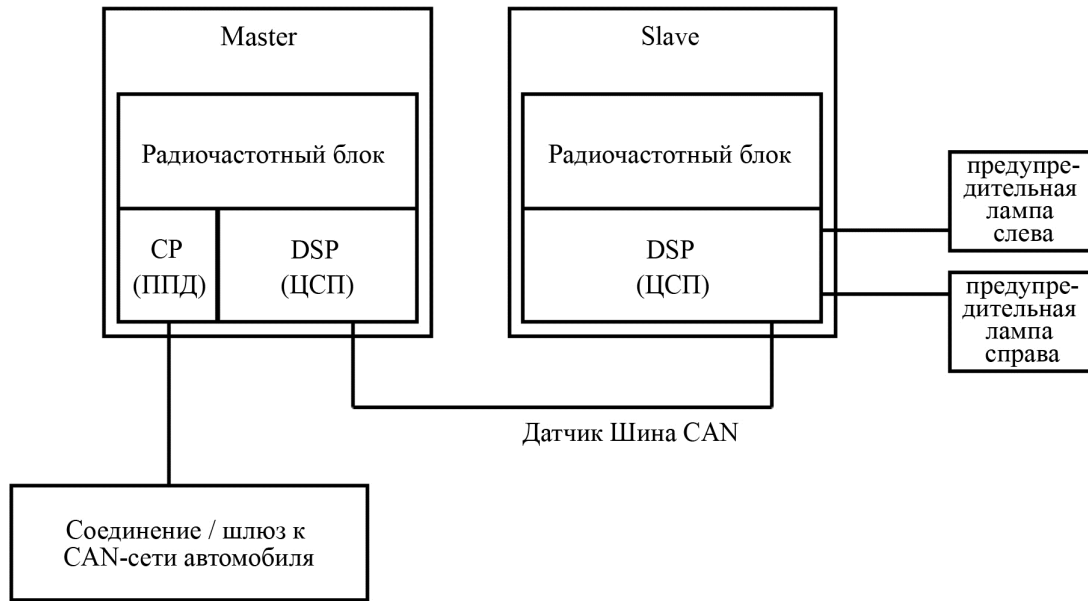 Master
Радиочастотный блок
CP
(ППД)
DSP
(ЦСП)
Slave
Радиочастотный блок
DSP
(ЦСП)
предупре-
дительная
лампа
слева
предупре-
дительная
лампа
справа
Датчик Шина CAN
Соединение / шлюз к
CAN-сети автомобиля